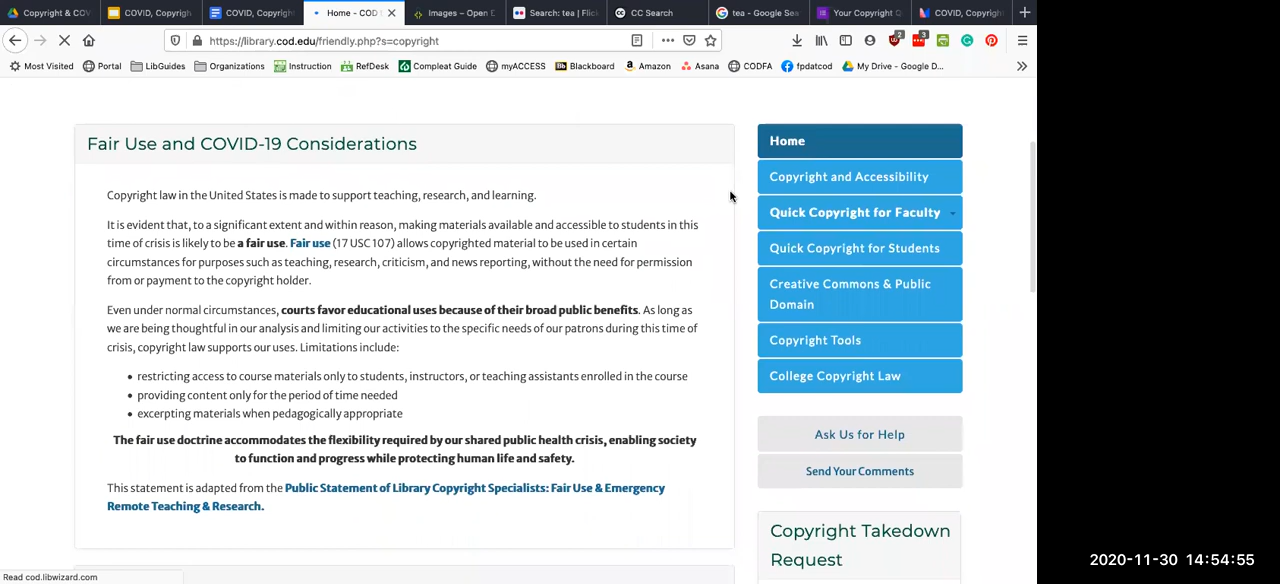 Copyright & COV
COVID, Copyrigh
COVID, Copyrigh
Home - COD
Images – Open E
Search: tea | Flick
CC Search
tea - Google Sea
Your Copyright Q
COVID, Copyrigh
https://library.cod.edu/friendly.php?s=copyright
2
3
Most Visited
Portal
LibGuides
Organizations
Instruction
RefDesk
Compleat Guide
myACCESS
Bb
Blackboard
Amazon
Asana
CODFA
fpdatcod
My Drive - Google D...
Fair Use and COVID-19 Considerations
Copyright law in the United States is made to support teaching, research, and learning.
It is evident that, to a significant extent and within reason, making materials available and accessible to students in this
time of crisis is likely to be a fair use. Fair use (17 USC 107) allows copyrighted material to be used in certain
circumstances for purposes such as teaching, research, criticism, and news reporting, without the need for permission
from or payment to the copyright holder.
Even under normal circumstances, courts favor educational uses because of their broad public benefits. As long as
we are being thoughtful in our analysis and limiting our activities to the specific needs of our patrons during this time of
crisis, copyright law supports our uses. Limitations include:
• restricting access to course materials only to students, instructors, or teaching assistants enrolled in the course
• providing content only for the period of time needed
• excerpting materials when pedagogically appropriate
The fair use doctrine accommodates the flexibility required by our shared public health crisis, enabling society
to function and progress while protecting human life and safety.
This statement is adapted from the Public Statement of Library Copyright Specialists: Fair Use & Emergency
Remote Teaching & Research.
Home
Copyright and Accessibility
Quick Copyright for Faculty
Quick Copyright for Students
Creative Commons & Public
Domain
Copyright Tools
College Copyright Law
Ask Us for Help
Send Your Comments
Copyright Takedown
Request
Read cod.libwizard.com
2020-11-30 14:54:55